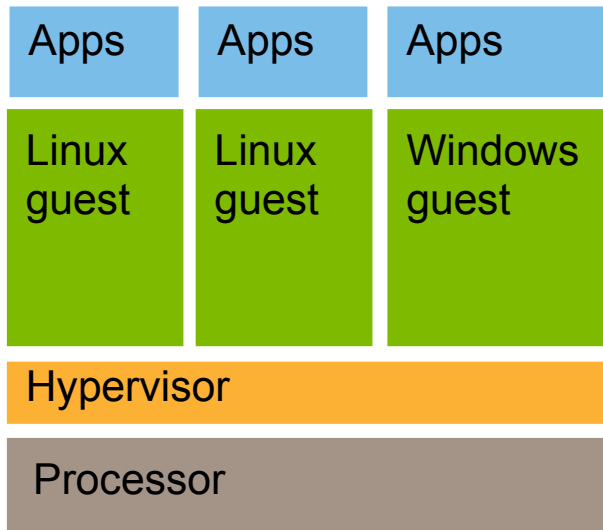 Apps
Apps
Apps
Linux
guest
Linux
guest
Windows
guest
Hypervisor
Processor